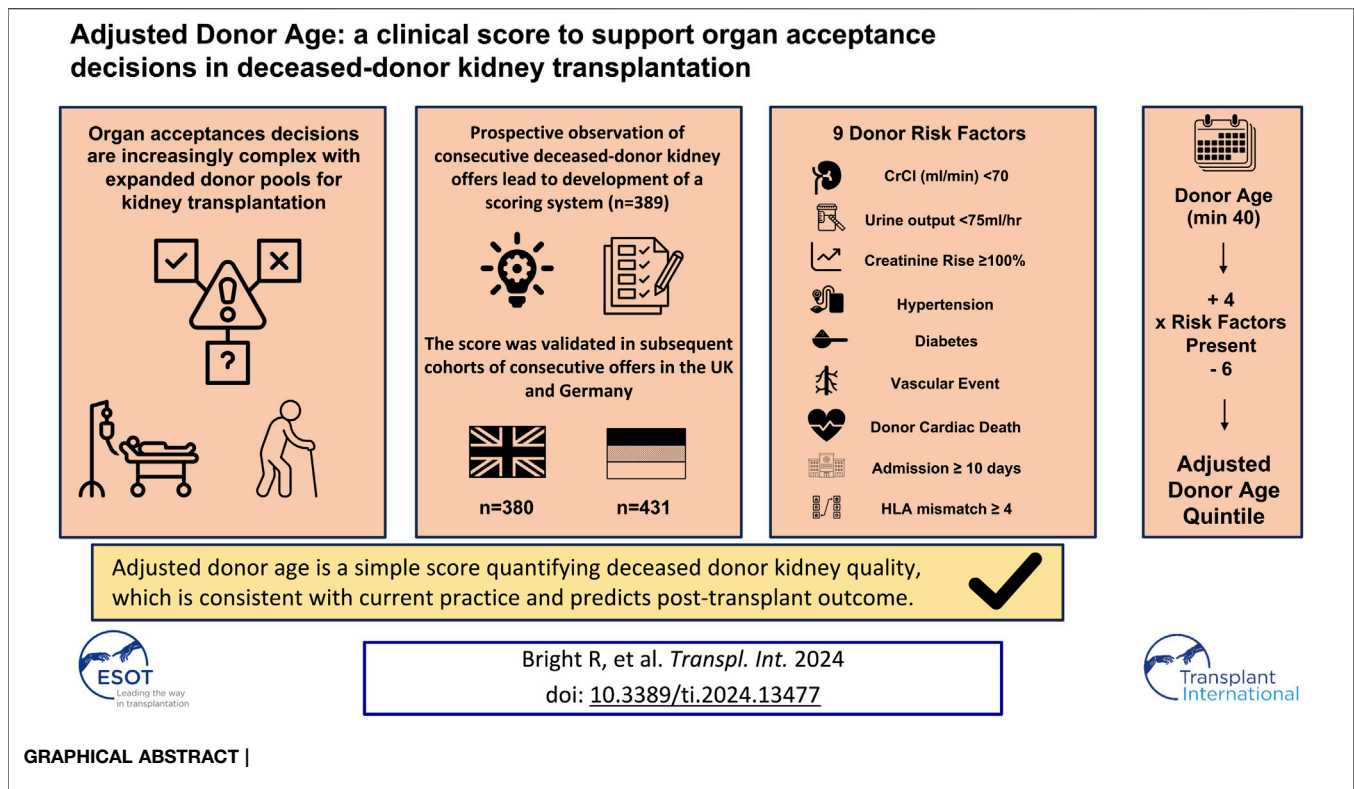 Adjusted Donor Age: a clinical score to support organ acceptance
decisions in deceased-donor kidney transplantation
Organ acceptances decisions
are increasingly complex with
expanded donor pools for
kidney transplantation
?
Prospective observation of
consecutive deceased-donor kidney
offers lead to development of a
scoring system (n=389)
The score was validated in subsequent
cohorts of consecutive offers in the UK
and Germany
n=380
n=431
9 Donor Risk Factors
CrCl (ml/min) <70
Urine output <75ml/hr
Creatinine Rise ≥100%
Hypertension
Diabetes
Vascular Event
Donor Cardiac Death
Admission ≥ 10 days
HLA mismatch ≥ 4
Donor Age
(min 40)
+ 4
x Risk Factors
Present
- 6
Adjusted
Donor Age
Quintile
Adjusted donor age is a simple score quantifying deceased donor kidney quality,
which is consistent with current practice and predicts post-transplant outcome.
ESOT
Leading the way
in transplantation
Bright R, et al. Transpl. Int. 2024
doi: 10.3389/ti.2024.13477
Transplant
International
GRAPHICAL ABSTRACT |